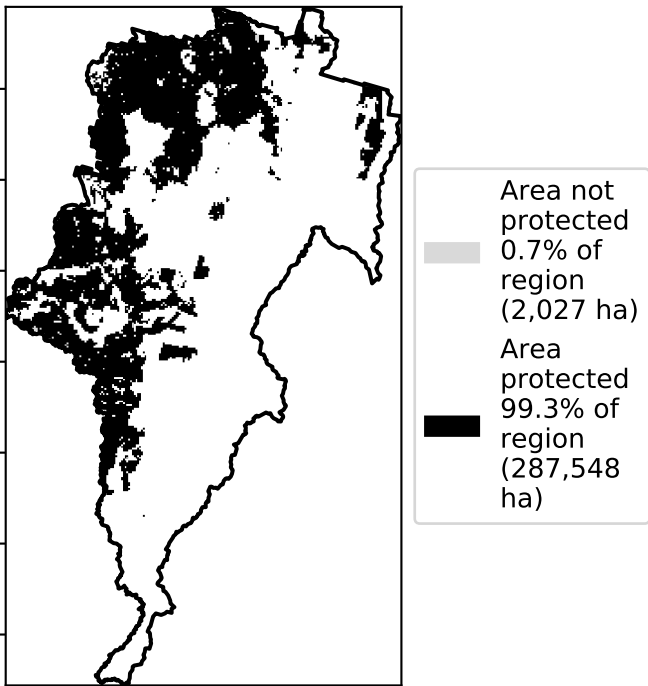 Area not
protected
0.7% of
region
(2,027 ha)
Area
protected
99.3% of
region
(287,548
ha)